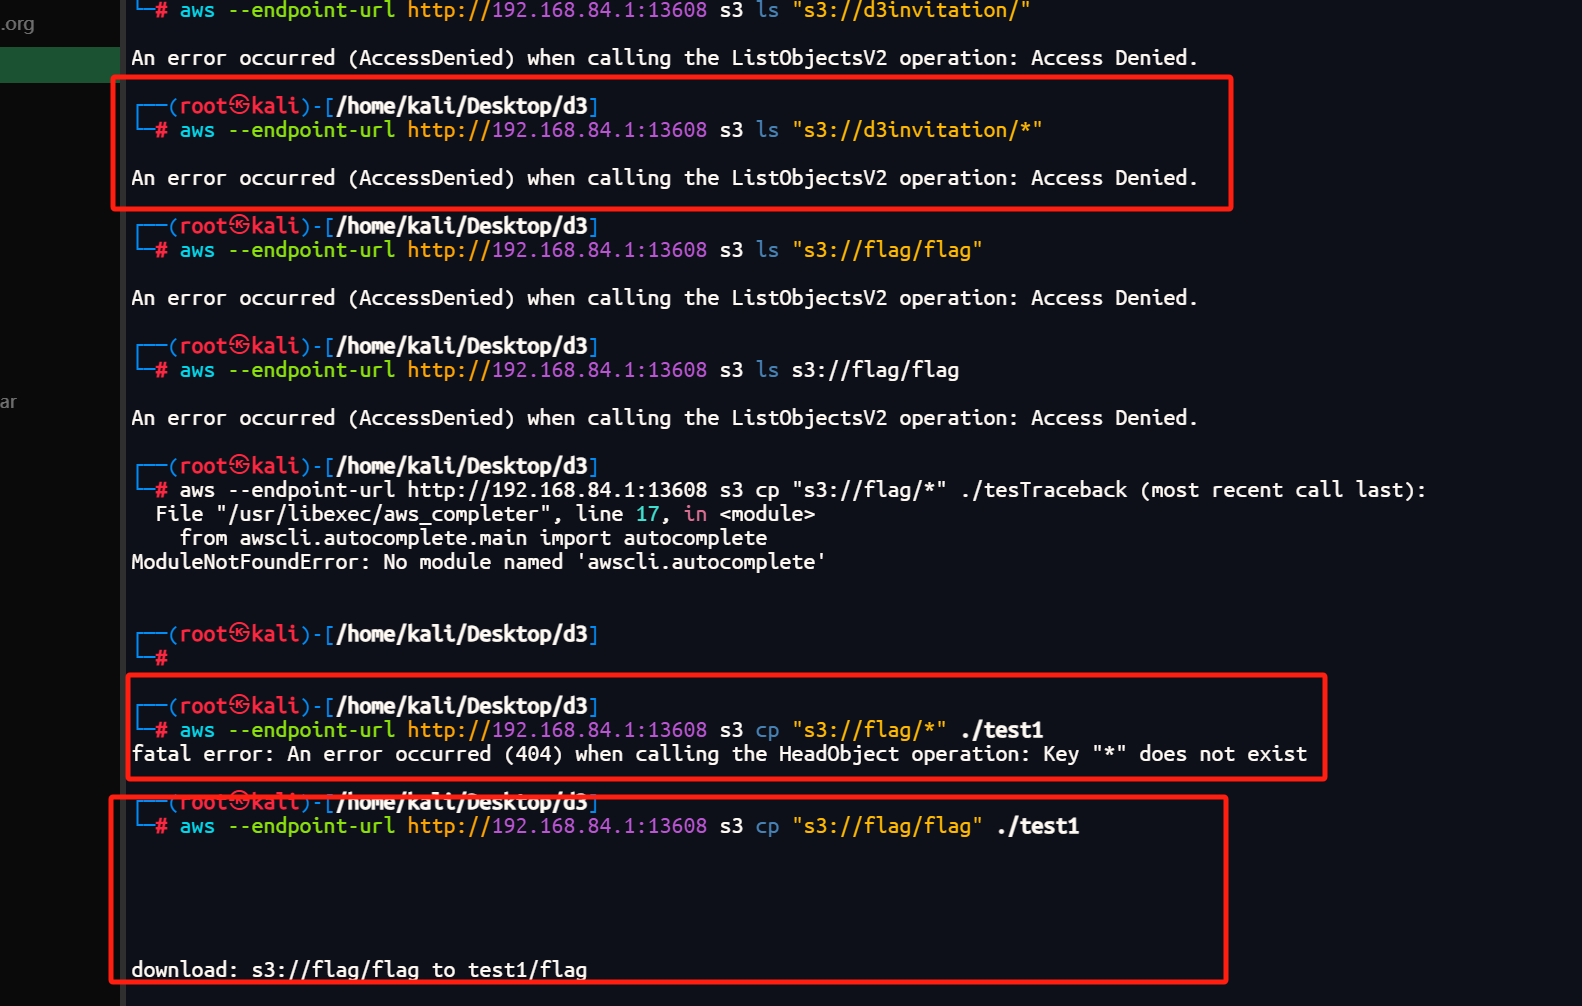 .org
└─# aws --endpoint-url http://192.168.84.1:13608 s3 ls "s3://d3invitation/"
An error occurred (AccessDenied) when calling the ListObjectsV2 operation: Access Denied.
┌──(root㉿kali)-[/home/kali/Desktop/d3]
└─# aws --endpoint-url http://192.168.84.1:13608 s3 ls "s3://d3invitation/*"
An error occurred (AccessDenied) when calling the ListObjectsV2 operation: Access Denied.
┌──(root㉿kali)-[/home/kali/Desktop/d3]
└─# aws --endpoint-url http://192.168.84.1:13608 s3 ls "s3://flag/flag"
An error occurred (AccessDenied) when calling the ListObjectsV2 operation: Access Denied.
┌──(root㉿kali)-[/home/kali/Desktop/d3]
└─# aws --endpoint-url http://192.168.84.1:13608 s3 ls s3://flag/flag
ar
An error occurred (AccessDenied) when calling the ListObjectsV2 operation: Access Denied.
┌──(root㉿kali)-[/home/kali/Desktop/d3]
└─# aws --endpoint-url http://192.168.84.1:13608 s3 cp "s3://flag/*" ./tesTraceback (most recent call last):
  File "/usr/libexec/aws_completer", line 17, in <module>
    from awscli.autocomplete.main import autocomplete
ModuleNotFoundError: No module named 'awscli.autocomplete'
┌──(root㉿kali)-[/home/kali/Desktop/d3]
└─#
┌──(root㉿kali)-[/home/kali/Desktop/d3]
└─# aws --endpoint-url http://192.168.84.1:13608 s3 cp "s3://flag/*" ./test1
fatal error: An error occurred (404) when calling the HeadObject operation: Key "*" does not exist
┌──(root㉿kali)-[/home/kali/Desktop/d3]
└─# aws --endpoint-url http://192.168.84.1:13608 s3 cp "s3://flag/flag" ./test1
download: s3://flag/flag to test1/flag